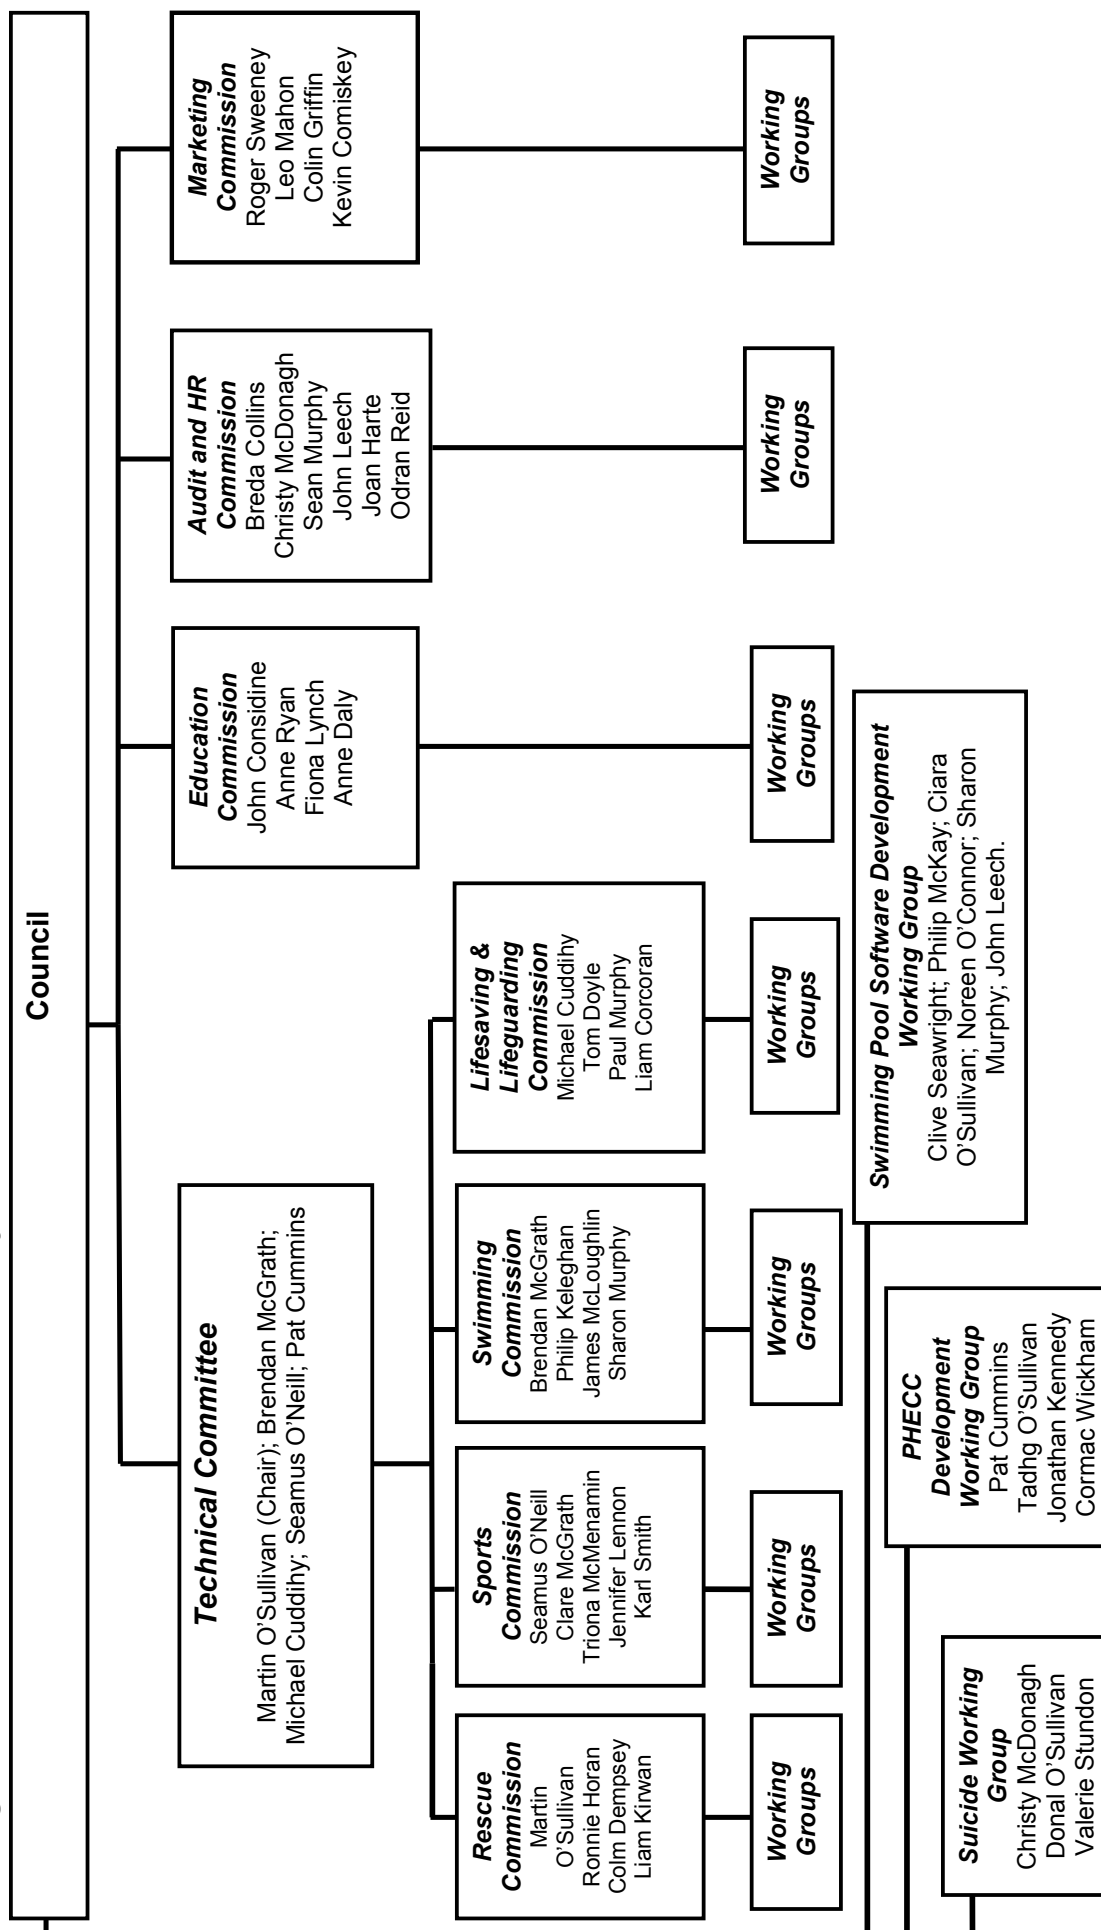 Council
Technical Committee
Martin O'Sullivan (Chair); Brendan McGrath;
Michael Cuddihy; Seamus O'Neill; Pat Cummins
Education
Commission
John Considine
Anne Ryan
Fiona Lynch
Anne Daly
Audit and HR
Commission
Breda Collins
Christy McDonagh
Sean Murphy
John Leech
Joan Harte
Odran Reid
Marketing
Commission
Roger Sweeney
Leo Mahon
Colin Griffin
Kevin Comiskey
Rescue
Commission
Martin
O'Sullivan
Ronnie Horan
Colm Dempsey
Liam Kirwan
Sports
Commission
Seamus O'Neill
Clare McGrath
Triona McMenamin
Jennifer Lennon
Karl Smith
Swimming
Commission
Brendan McGrath
Philip Keleghan
James McLoughlin
Sharon Murphy
Lifesaving &
Lifeguarding
Commission
Michael Cuddihy
Tom Doyle
Paul Murphy
Liam Corcoran
Working
Groups
Working
Groups
Working
Groups
Working
Groups
Working
Groups
Working
Groups
Working
Groups
Swimming Pool Software Development
Working Group
Clive Seawright; Philip McKay; Ciara
O'Sullivan; Noreen O'Connor; Sharon
Murphy; John Leech.
PHECC
Development
Working Group
Pat Cummins
Tadhg O'Sullivan
Jonathan Kennedy
Cormac Wickham
Suicide Working
Group
Christy McDonagh
Donal O'Sullivan
Valerie Stundon